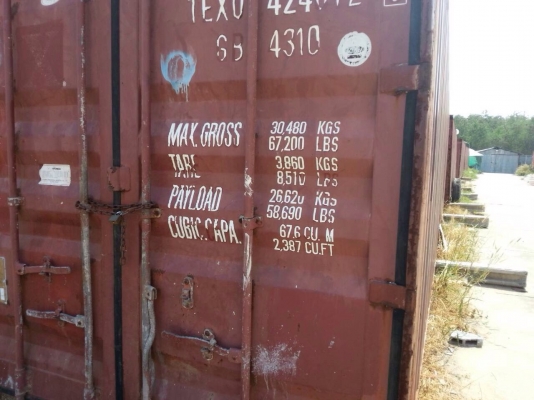 TEXU
SB 4310
MAX. GROSS 30,480 KGS
67,200 LBS
TARE 3,860 KGS
8,510 LBS
PAYLOAD 26,620 KGS
58,690 LBS
CUBIC. CAPA. 67.6 CU. M
2,387 CU.FT